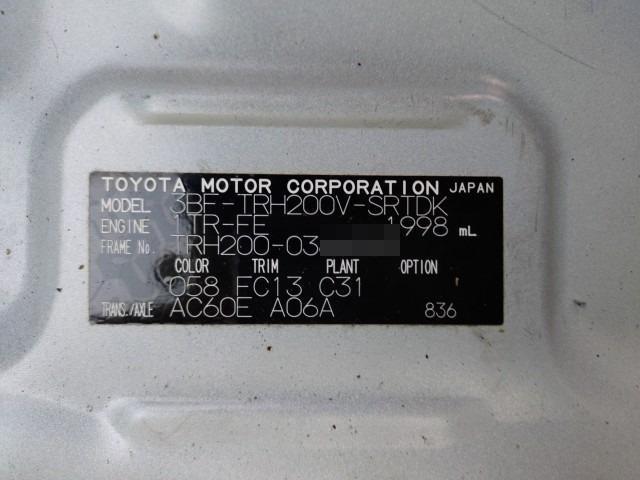 TOYOTA MOTOR CORPORATION JAPAN
MODEL 3BF-TRH200V-SRTDK
ENGINE 1TR-FE 1998 mL
FRAME No. TRH200-03
COLOR TRIM PLANT OPTION
058 FC13 C31
TRANS./AXLE AC60E A06A 836